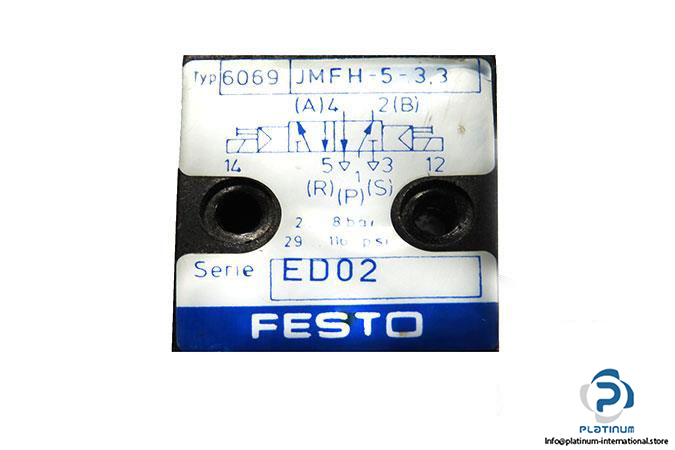 Typ 6069 JMFH-5-3,3
(A)4 2(B)
14 5 1 3 12
(R) (P) (S)
2 8 bar
29 116 psi
Serie ED02
FESTO
P
PLATINUM
info@platinum-international.store